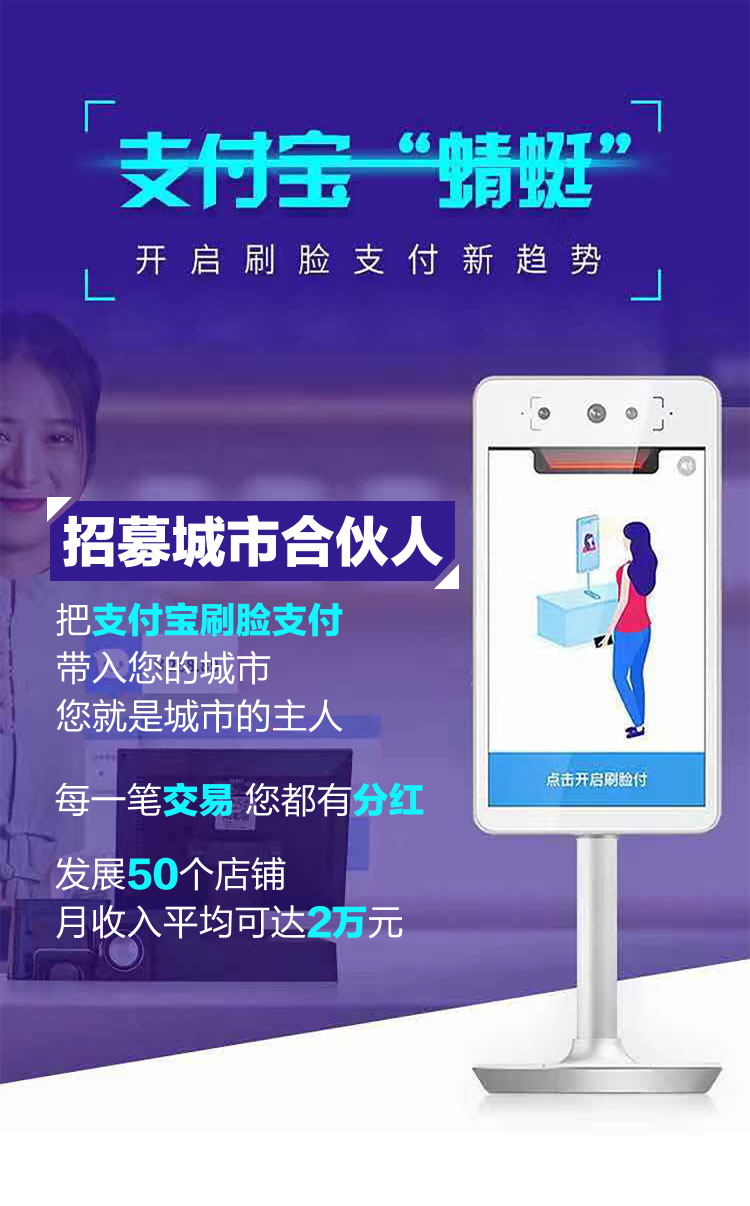 支付宝“蜻蜓”
开启刷脸支付新趋势
招募城市合伙人
把支付宝刷脸支付
带入您的城市
您就是城市的主人
每一笔交易 您都有分红
发展50个店铺
月收入平均可达2万元
点击开启刷脸付